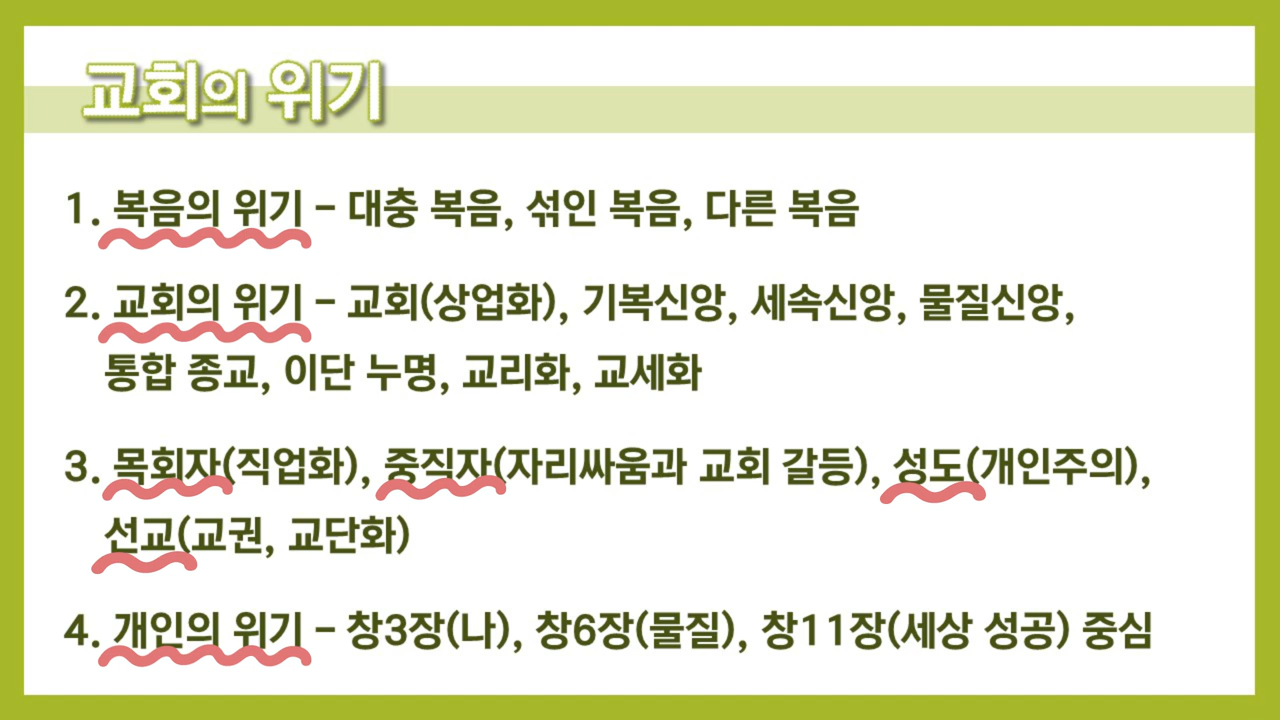 교회의 위기
1. 복음의 위기 – 대충 복음, 섞인 복음, 다른 복음
2. 교회의 위기 – 교회(상업화), 기복신앙, 세속신앙, 물질신앙,
통합 종교, 이단 누명, 교리화, 교세화
3. 목회자(직업화), 중직자(자리싸움과 교회 갈등), 성도(개인주의),
선교(교권, 교단화)
4. 개인의 위기 – 창3장(나), 창6장(물질), 창11장(세상 성공) 중심